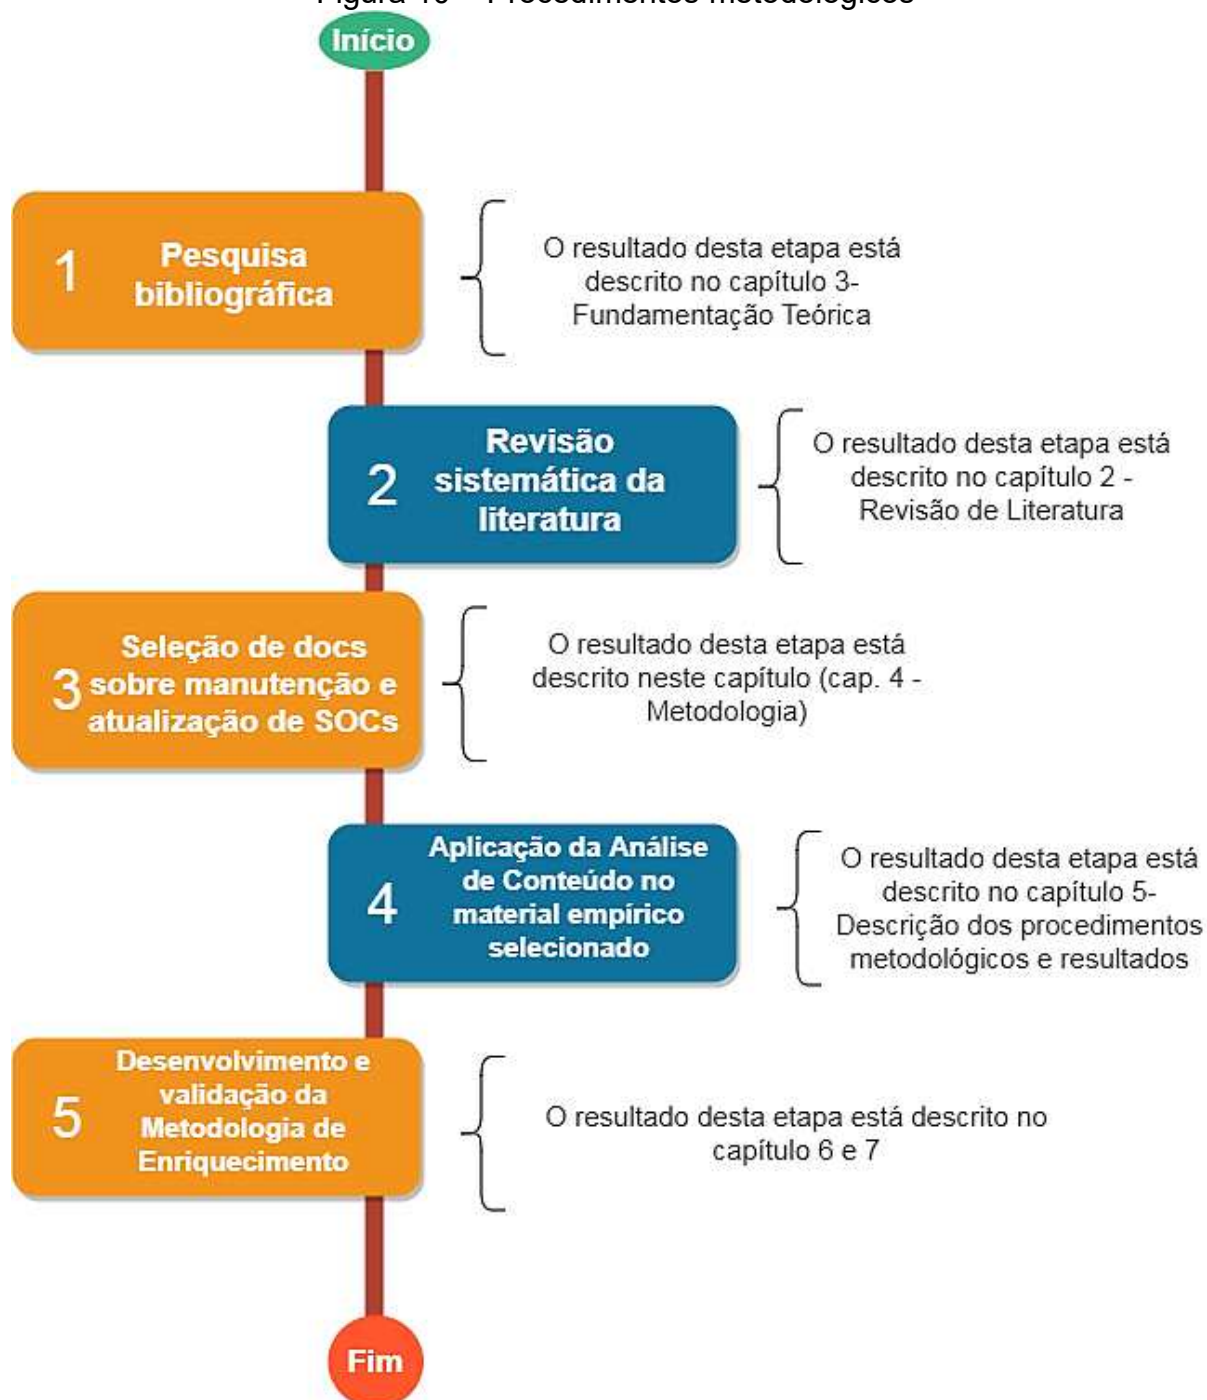 Procedimentos metodológicos
Início
1
Pesquisa
bibliográfica
O resultado desta etapa está
descrito no capítulo 3-
Fundamentação Teórica
2
Revisão
sistemática da
literatura
O resultado desta etapa está
descrito no capítulo 2 -
Revisão de Literatura
3
Seleção de docs
sobre manutenção e
atualização de SOCs
O resultado desta etapa está
descrito neste capítulo (cap. 4 -
Metodologia)
4
Aplicação da Análise
de Conteúdo no
material empírico
selecionado
O resultado desta etapa está
descrito no capítulo 5-
Descrição dos procedimentos
metodológicos e resultados
5
Desenvolvimento e
validação da
Metodologia de
Enriquecimento
O resultado desta etapa está descrito no
capítulo 6 e 7
Fim